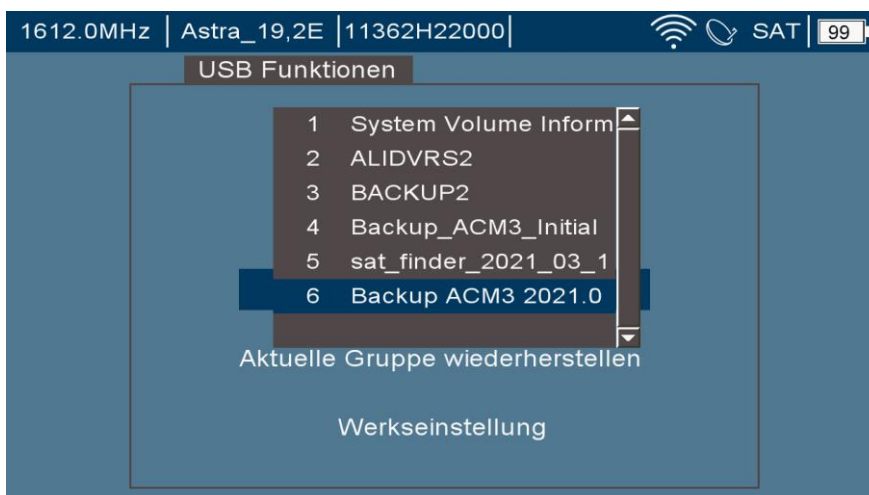 1612.0MHz | Astra_19,2E |11362H22000| SAT 99
USB Funktionen
1 System Volume Inform
2 ALIDVRS2
3 BACKUP2
4 Backup_ACM3_Initial
5 sat_finder_2021_03_1
6 Backup ACM3 2021.0
Aktuelle Gruppe wiederherstellen
Werkseinstellung